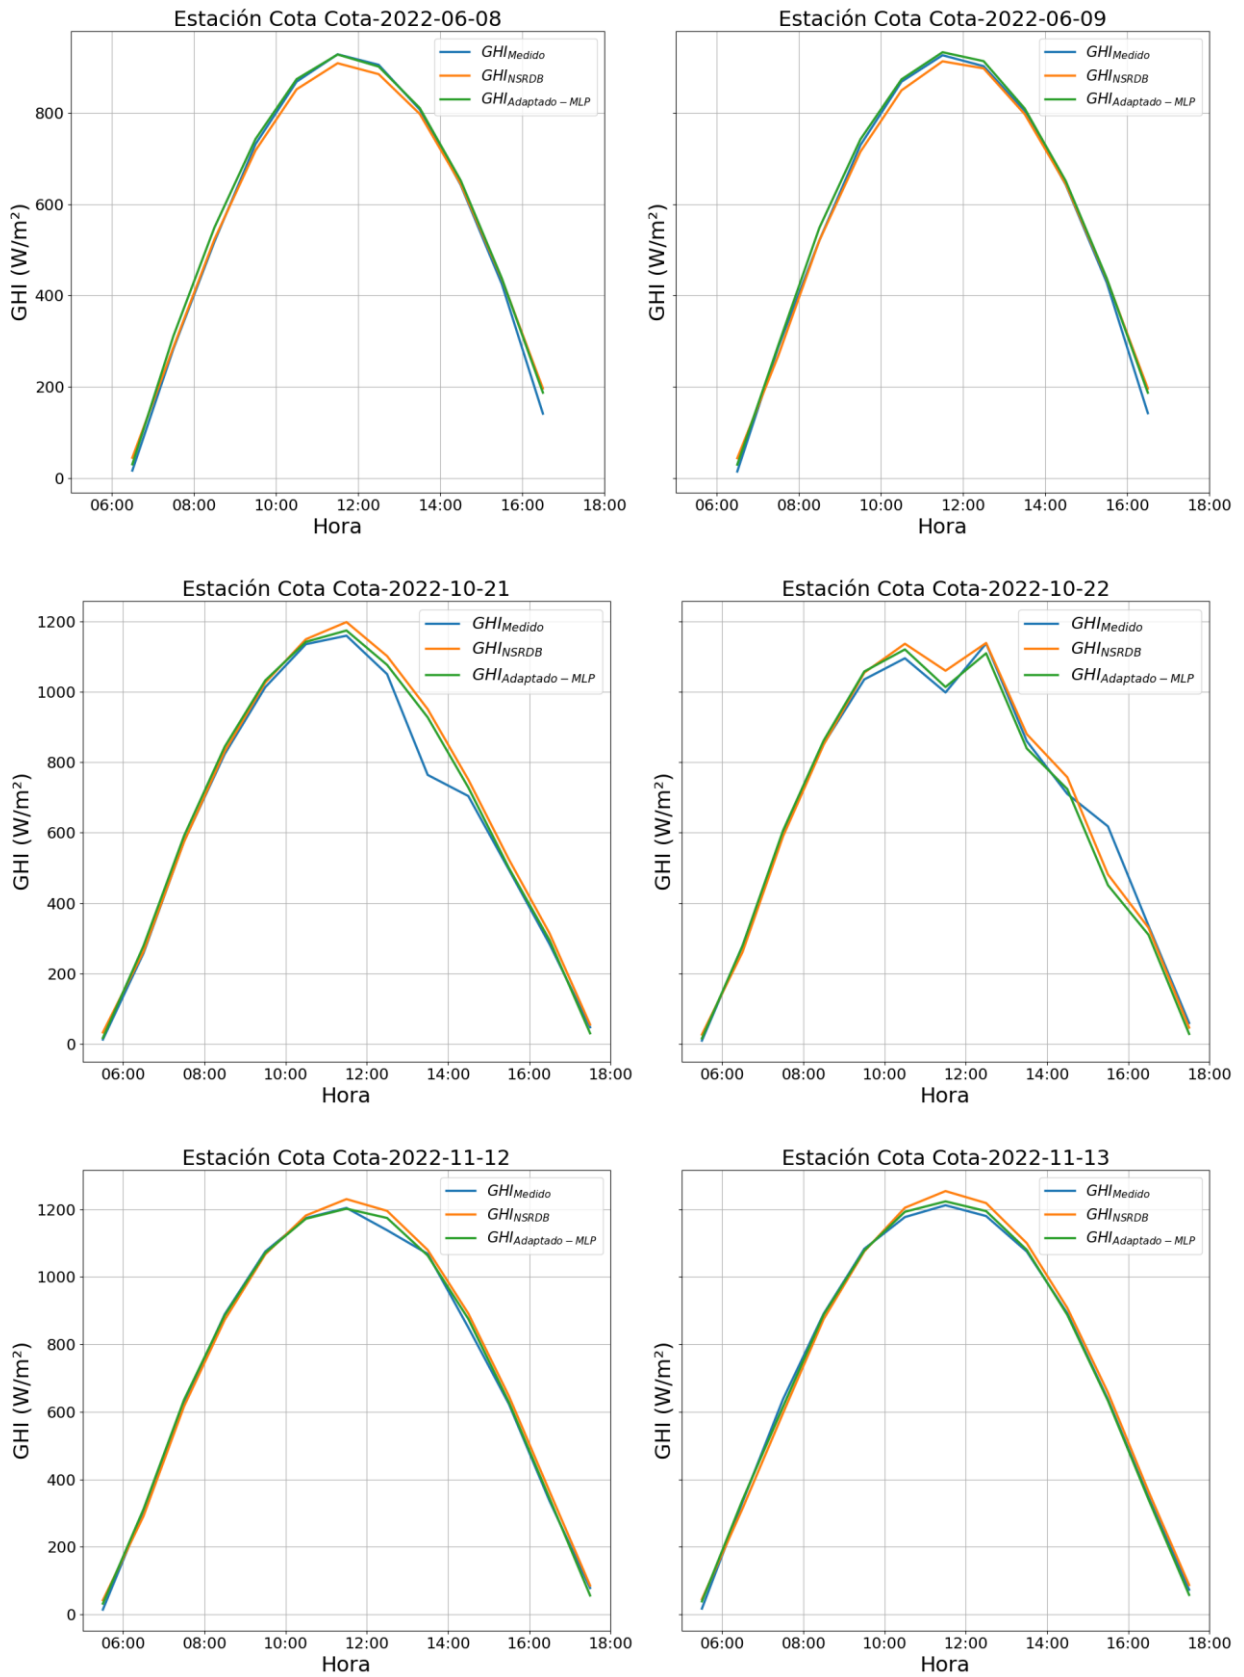 Estación Cota Cota-2022-06-08
GHI (W/m²)
800
600
400
200
0
GHI_Medido
GHI_NSRDB
GHI_Adaptado-MLP
06:00 08:00 10:00 12:00 14:00 16:00 18:00
Hora
Estación Cota Cota-2022-06-09
GHI (W/m²)
GHI_Medido
GHI_NSRDB
GHI_Adaptado-MLP
06:00 08:00 10:00 12:00 14:00 16:00 18:00
Hora
Estación Cota Cota-2022-10-21
GHI (W/m²)
1200
1000
800
600
400
200
0
GHI_Medido
GHI_NSRDB
GHI_Adaptado-MLP
06:00 08:00 10:00 12:00 14:00 16:00 18:00
Hora
Estación Cota Cota-2022-10-22
GHI (W/m²)
GHI_Medido
GHI_NSRDB
GHI_Adaptado-MLP
06:00 08:00 10:00 12:00 14:00 16:00 18:00
Hora
Estación Cota Cota-2022-11-12
GHI (W/m²)
1200
1000
800
600
400
200
0
GHI_Medido
GHI_NSRDB
GHI_Adaptado-MLP
06:00 08:00 10:00 12:00 14:00 16:00 18:00
Hora
Estación Cota Cota-2022-11-13
GHI (W/m²)
GHI_Medido
GHI_NSRDB
GHI_Adaptado-MLP
06:00 08:00 10:00 12:00 14:00 16:00 18:00
Hora